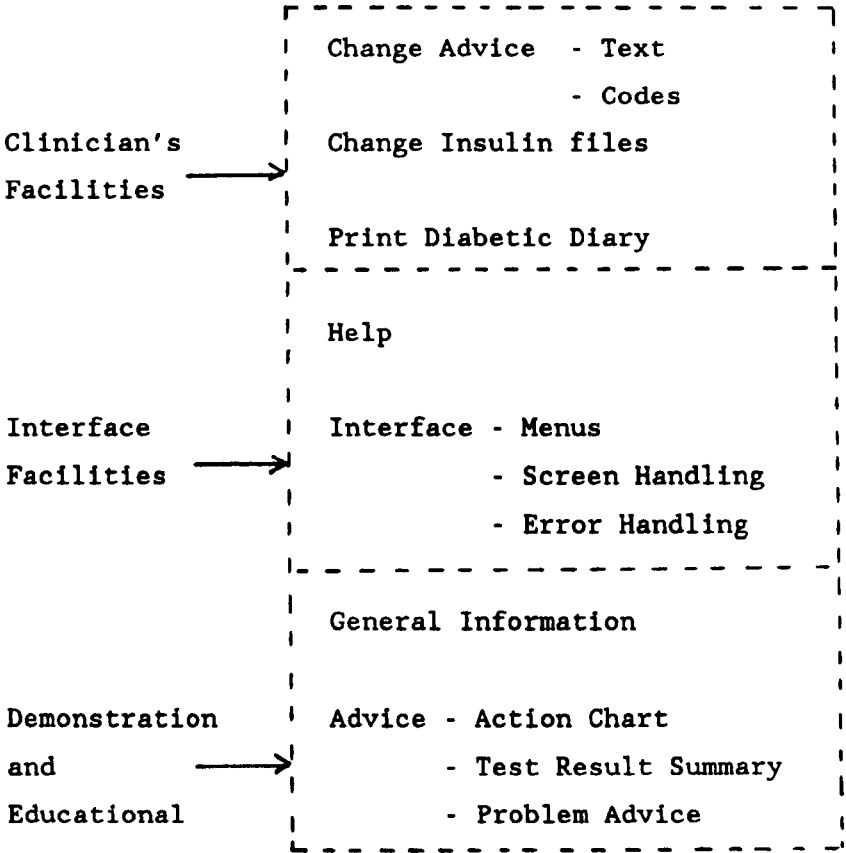 Change Advice - Text
- Codes
Clinician's
Facilities
Change Insulin files
Print Diabetic Diary
Help
Interface
Facilities
Interface - Menus
- Screen Handling
- Error Handling
General Information
Demonstration
and
Educational
Advice - Action Chart
- Test Result Summary
- Problem Advice